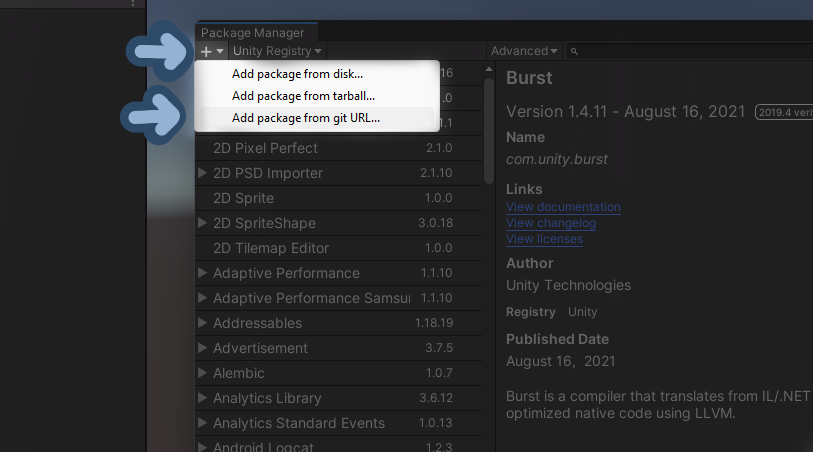 Package Manager
+ Unity Registry Advanced
Add package from disk... 16
Add package from tarball... .0
Add package from git URL... 1.1
2D Pixel Perfect 2.1.0
2D PSD Importer 2.1.10
2D Sprite 1.0.0
2D SpriteShape 3.0.18
2D Tilemap Editor 1.0.0
Adaptive Performance 1.1.10
Adaptive Performance Samsun 1.1.10
Addressables 1.18.19
Advertisement 3.7.5
Alembic 1.0.7
Analytics Library 3.6.12
Analytics Standard Events 1.0.13
Android Logcat 1.2.3
Burst
Version 1.4.11 - August 16, 2021 2019.4 verifi
Name
com.unity.burst
Links
View documentation
View changelog
View licenses
Author
Unity Technologies
Registry Unity
Published Date
August 16, 2021
Burst is a compiler that translates from IL/.NET
optimized native code using LLVM.